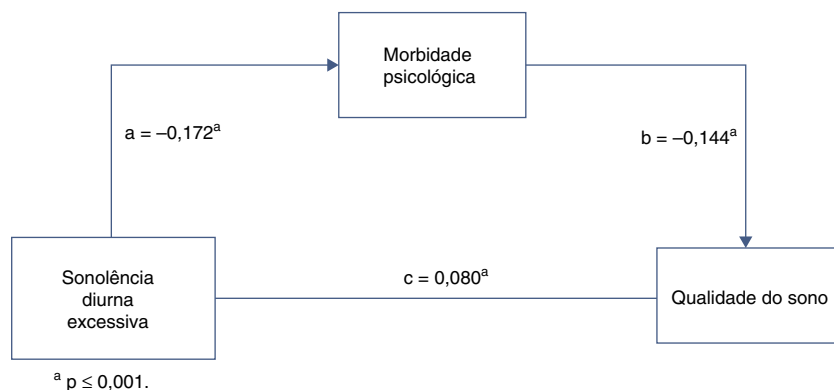 Morbidade
psicológica
a = –0,172ᵃ
b = –0,144ᵃ
Sonolência
diurna
excessiva
c = 0,080ᵃ
Qualidade do sono
ᵃ p ≤ 0,001.